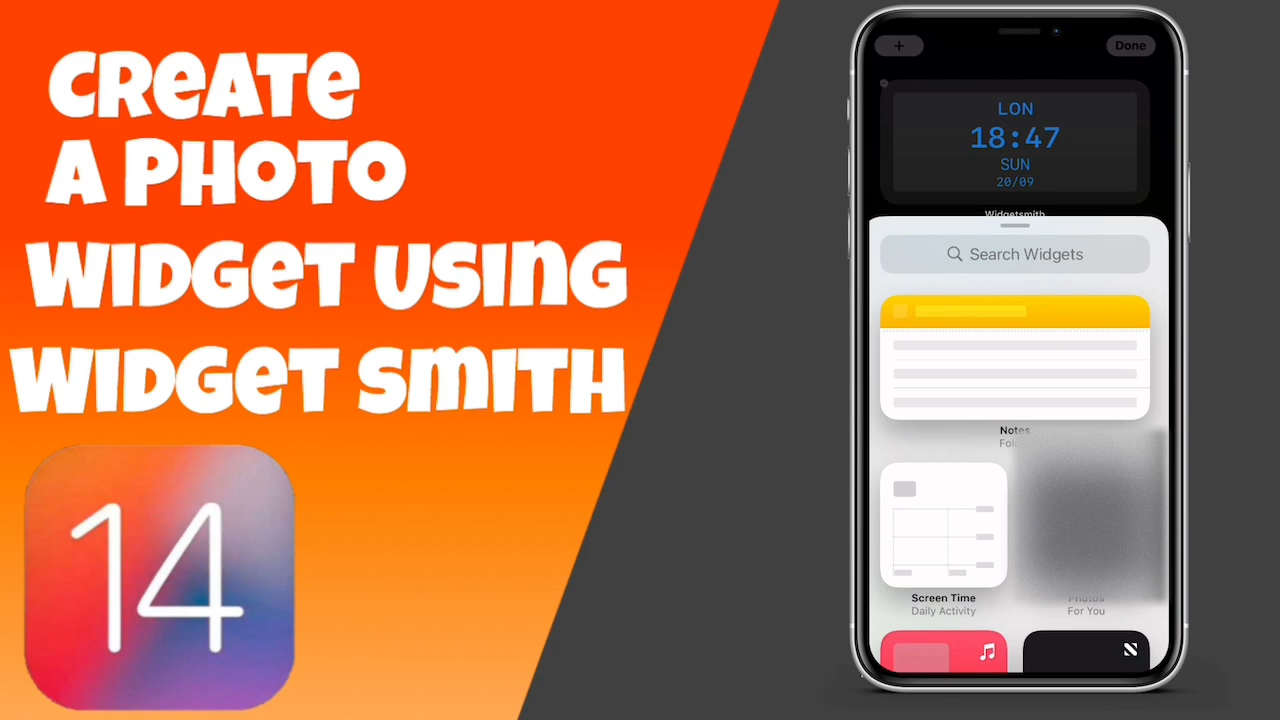 CReATe
A PHOTO
WIDGeT USING
WIDGeT SMITH
14
+
Done
LON
18:47
SUN
20/09
Widgetsmith
Search Widgets
Notes
Screen Time
Daily Activity
Photos
For You